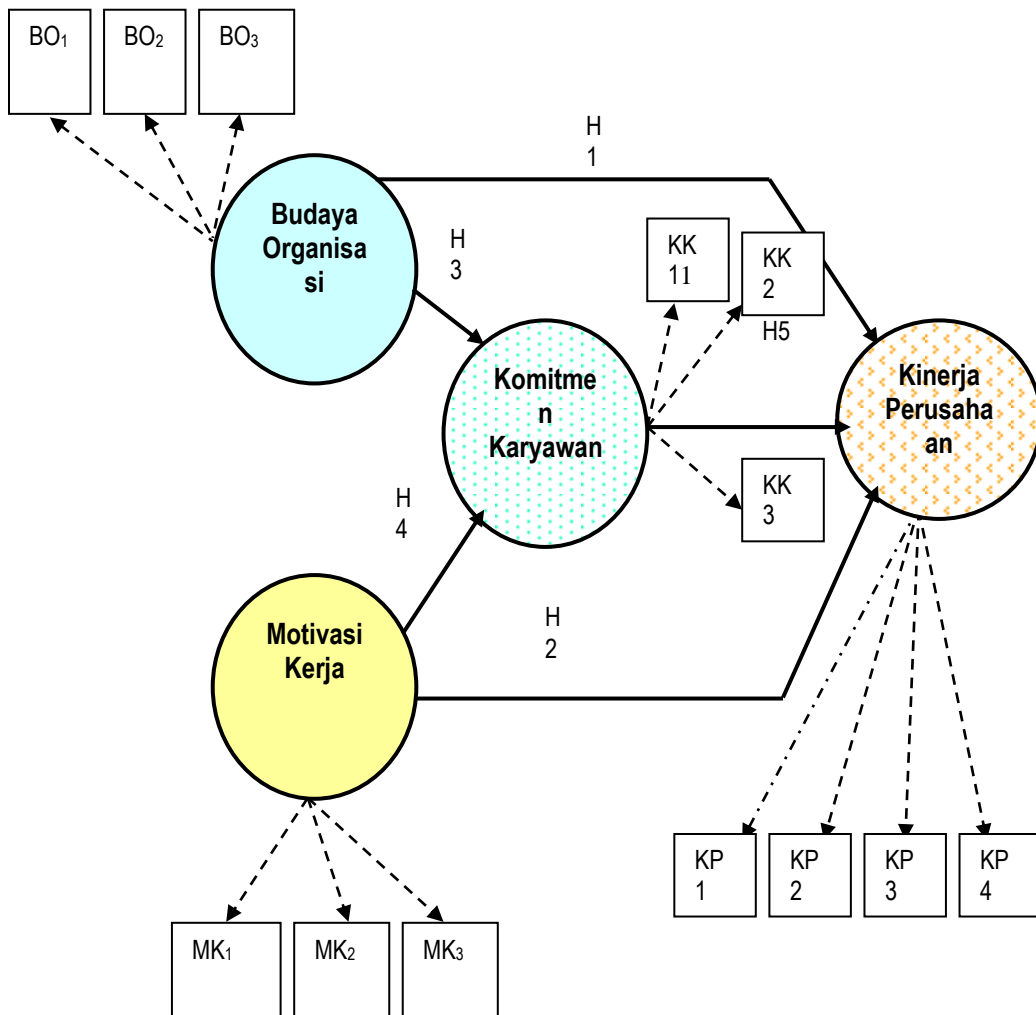 BO1 BO2 BO3
H
1
Budaya
Organisa
si
H
3
KK
11
KK
2
H5
Komitme
n
Karyawan
Kinerja
Perusaha
an
KK
3
H
4
Motivasi
Kerja
H
2
KP
1
KP
2
KP
3
KP
4
MK1 MK2 MK3